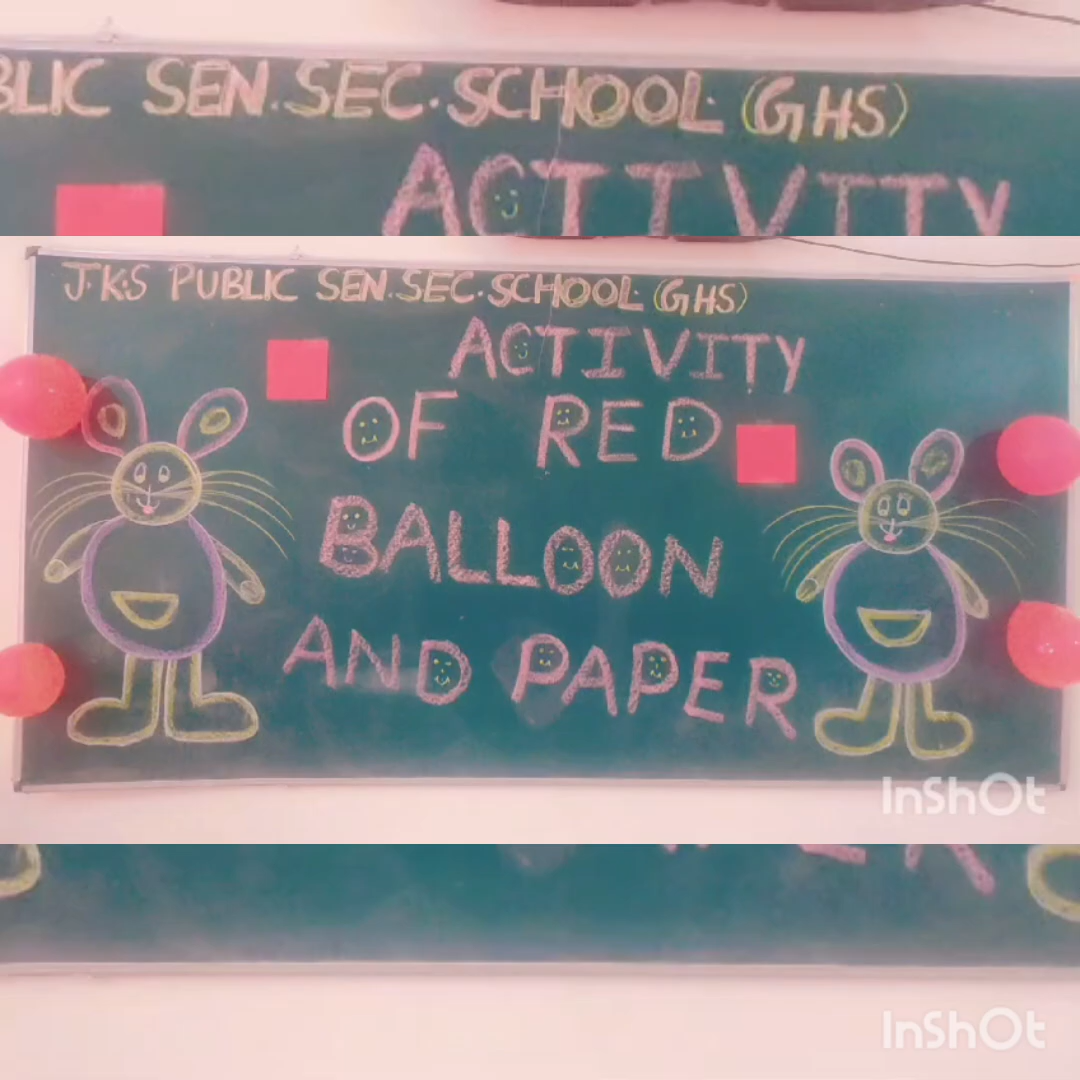 BLIC SEN.SEC.SCHOOL (GHS)
ACTIVITY
J.K.S PUBLIC SEN.SEC.SCHOOL (GHS)
ACTIVITY
OF RED
BALLOON
AND PAPER
InShOt
InShOt